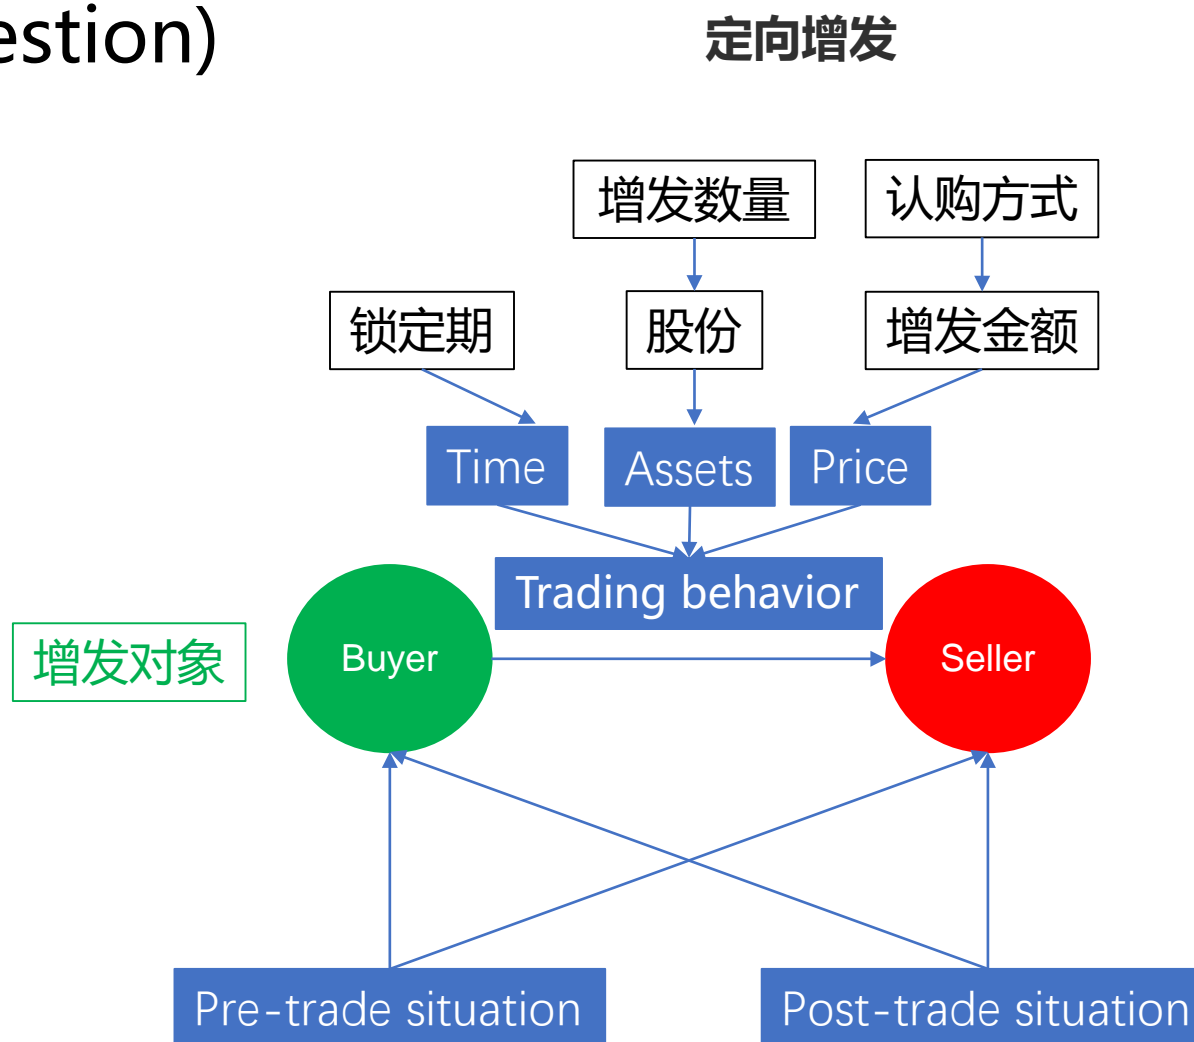 estion)
定向增发
增发数量
认购方式
锁定期
股份
增发金额
Time
Assets
Price
Trading behavior
增发对象
Buyer
Seller
Pre-trade situation
Post-trade situation